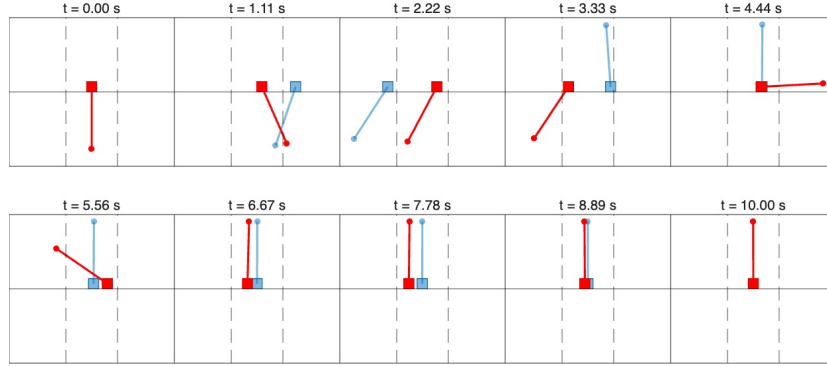 t = 0.00 s
t = 1.11 s
t = 2.22 s
t = 3.33 s
t = 4.44 s
t = 5.56 s
t = 6.67 s
t = 7.78 s
t = 8.89 s
t = 10.00 s